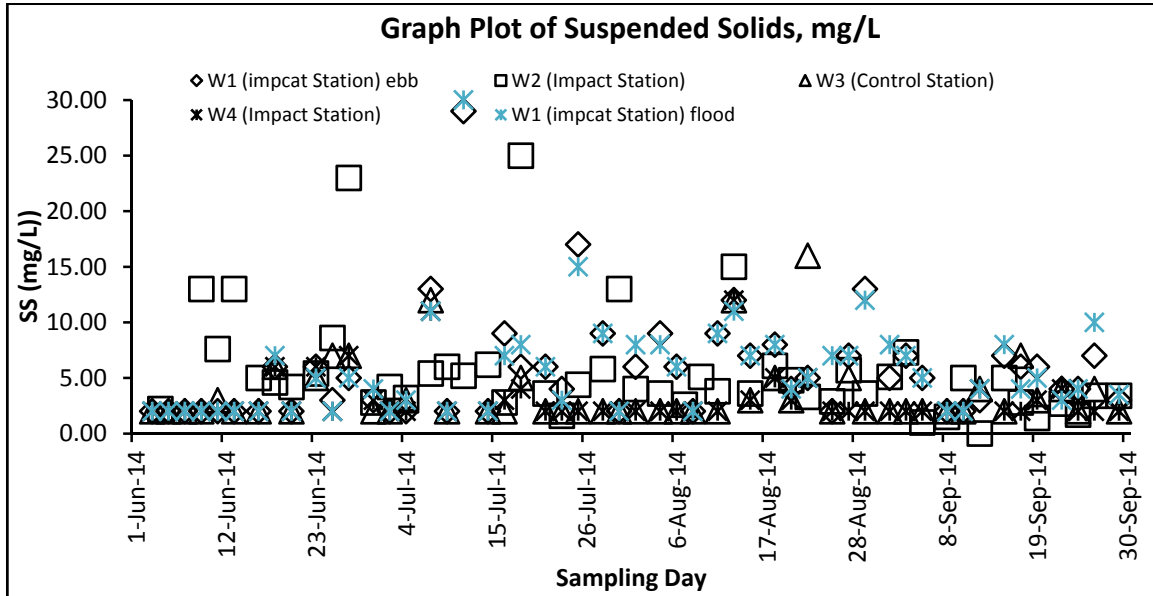 Graph Plot of Suspended Solids, mg/L
W1 (impcat Station) ebb
W2 (Impact Station)
W3 (Control Station)
W4 (Impact Station)
W1 (impcat Station) flood
SS (mg/L))
30.00
25.00
20.00
15.00
10.00
5.00
0.00
1-Jun-14
12-Jun-14
23-Jun-14
4-Jul-14
15-Jul-14
26-Jul-14
6-Aug-14
17-Aug-14
28-Aug-14
8-Sep-14
19-Sep-14
30-Sep-14
Sampling Day